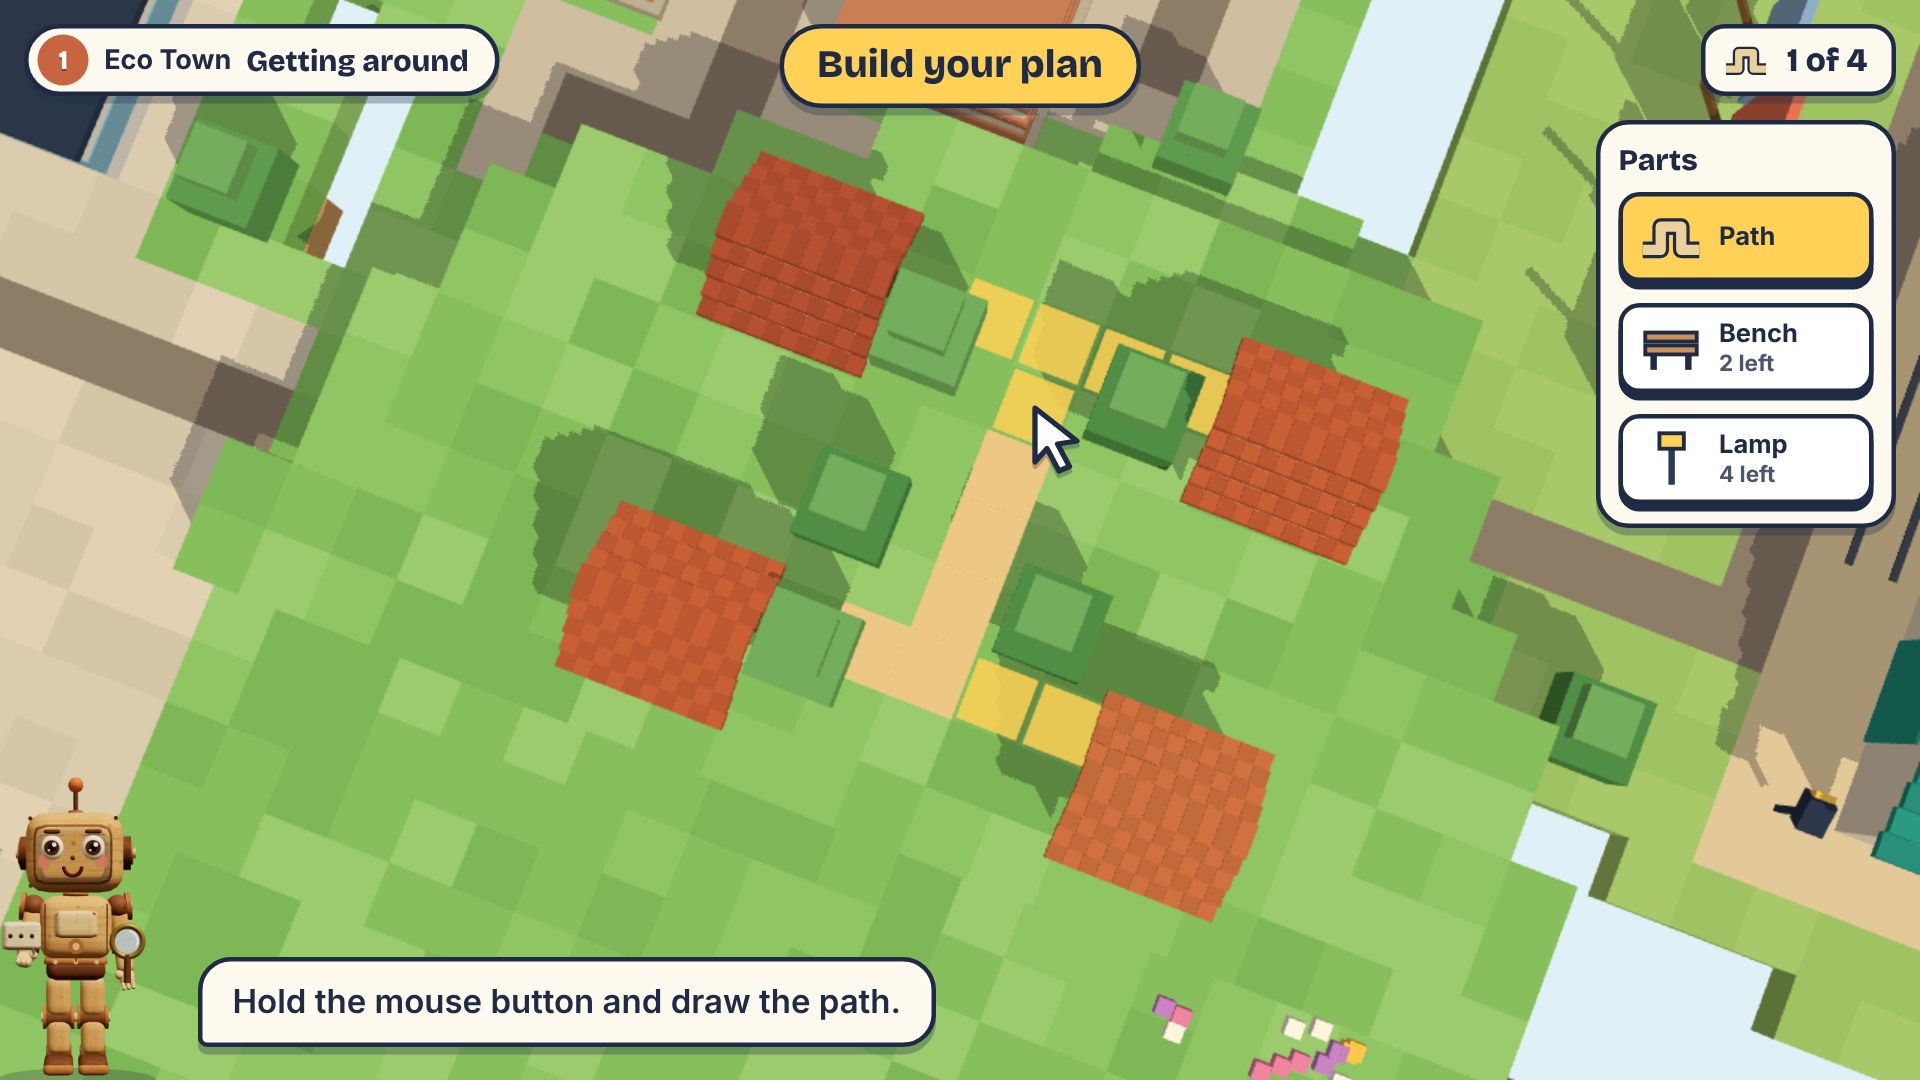 1 Eco Town Getting around
Build your plan
1 of 4
Parts
Path
Bench
2 left
Lamp
4 left
Hold the mouse button and draw the path.